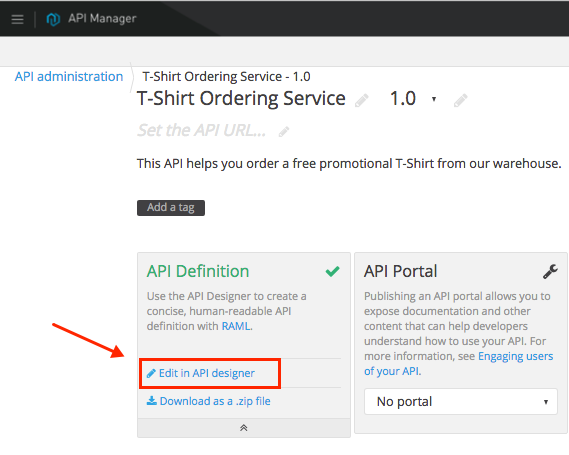 API Manager
API administration
T-Shirt Ordering Service - 1.0
T-Shirt Ordering Service 1.0
Set the API URL...
This API helps you order a free promotional T-Shirt from our warehouse.
Add a tag
API Definition
Use the API Designer to create a
concise, human-readable API
definition with RAML.
Edit in API designer
Download as a .zip file
API Portal
Publishing an API portal allows you to
expose documentation and other
content that can help developers
understand how to use your API. For
more information, see Engaging users
of your API.
No portal